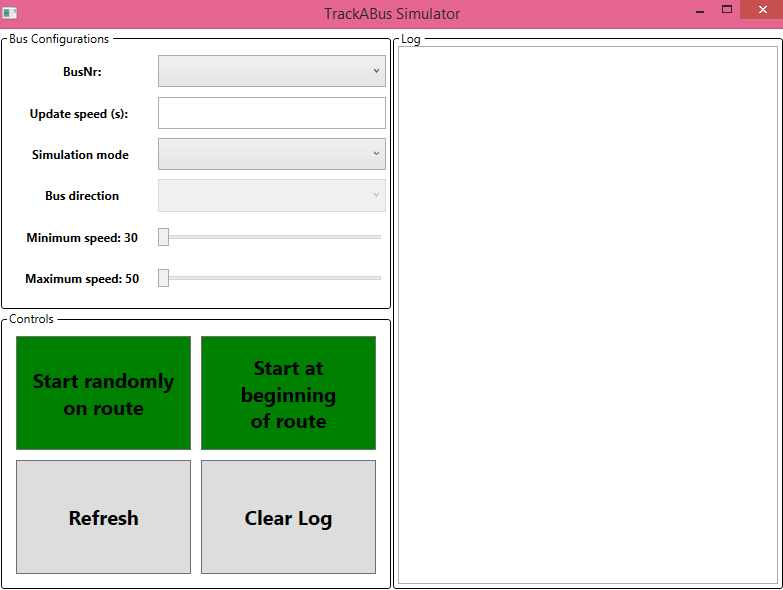 TrackABus Simulator
Bus Configurations
BusNr:
Update speed (s):
Simulation mode
Bus direction
Minimum speed: 30
Maximum speed: 50
Controls
Start randomly
on route
Start at
beginning
of route
Refresh
Clear Log
Log